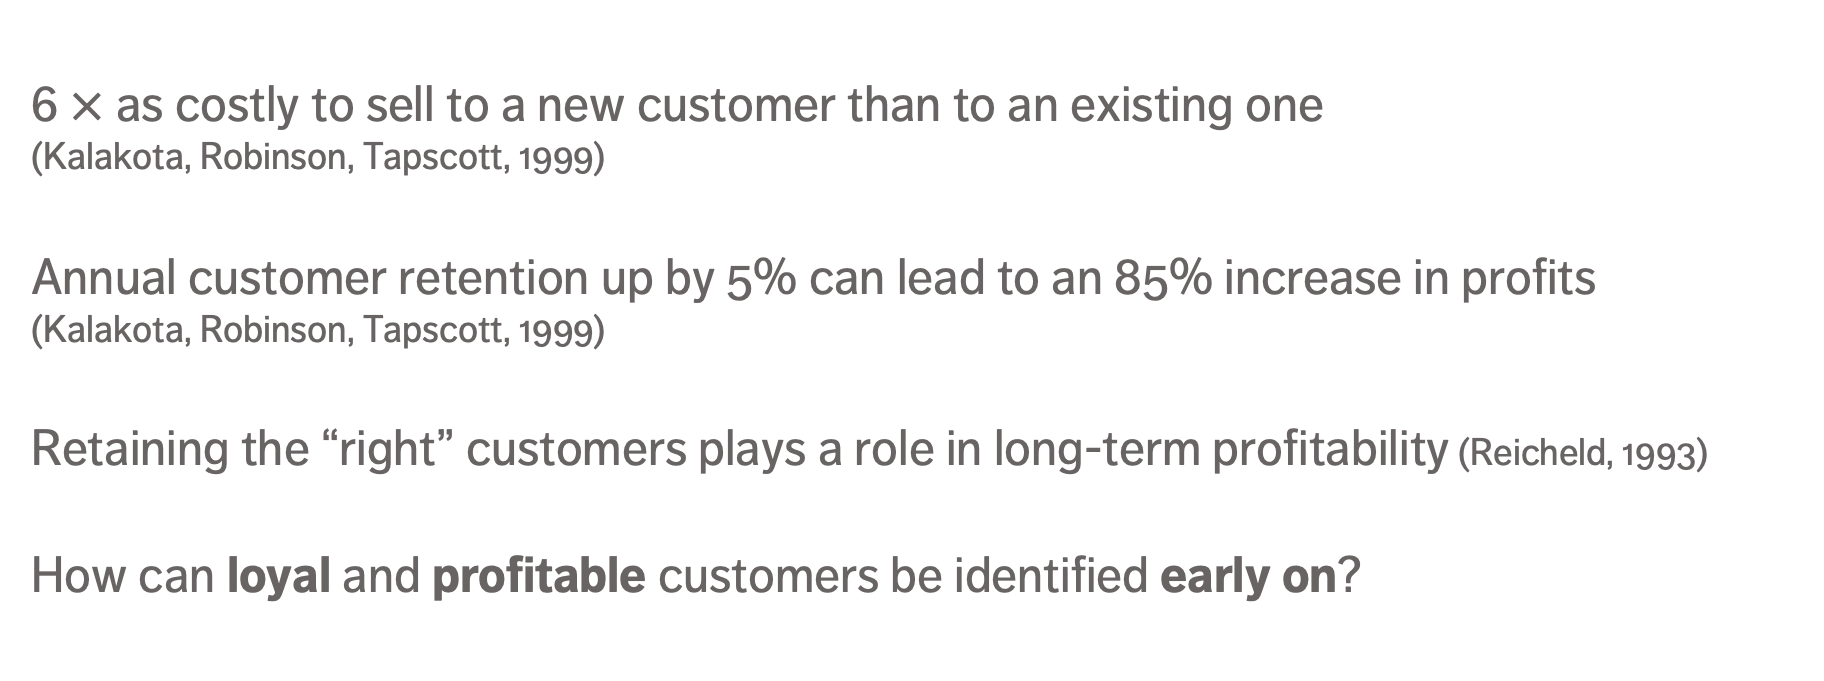 6 × as costly to sell to a new customer than to an existing one
(Kalakota, Robinson, Tapscott, 1999)
Annual customer retention up by 5% can lead to an 85% increase in profits
(Kalakota, Robinson, Tapscott, 1999)
Retaining the “right” customers plays a role in long-term profitability (Reicheld, 1993)
How can loyal and profitable customers be identified early on?